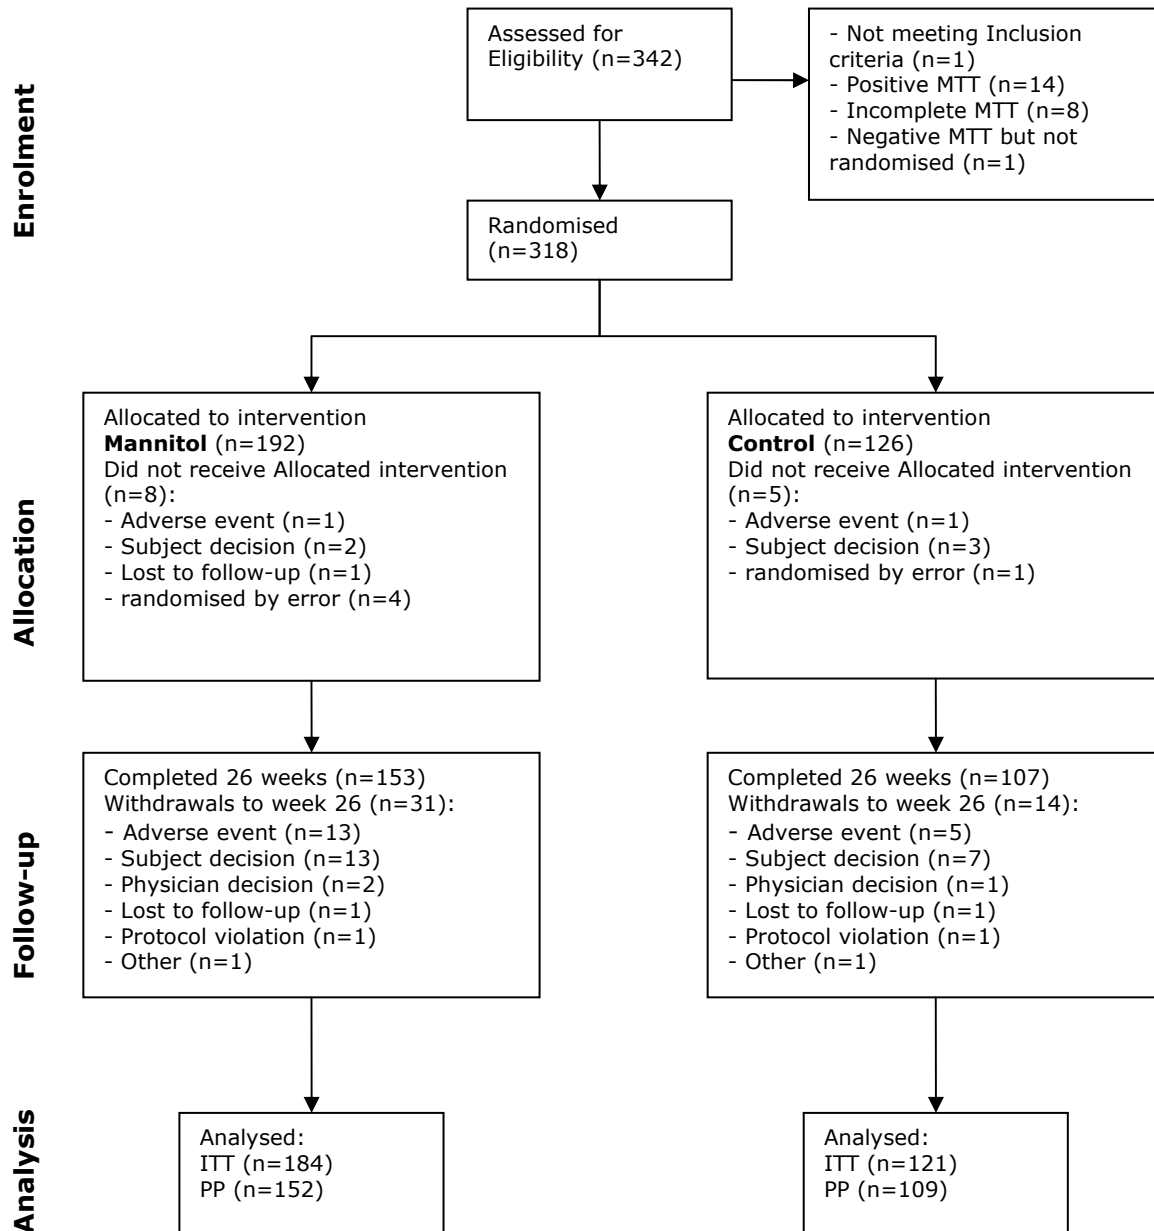 Enrolment
Assessed for
Eligibility (n=342)
- Not meeting Inclusion
criteria (n=1)
- Positive MTT (n=14)
- Incomplete MTT (n=8)
- Negative MTT but not
randomised (n=1)
Randomised
(n=318)
Allocation
Allocated to intervention
Mannitol (n=192)
Did not receive Allocated intervention
(n=8):
- Adverse event (n=1)
- Subject decision (n=2)
- Lost to follow-up (n=1)
- randomised by error (n=4)
Allocated to intervention
Control (n=126)
Did not receive Allocated intervention
(n=5):
- Adverse event (n=1)
- Subject decision (n=3)
- randomised by error (n=1)
Follow-up
Completed 26 weeks (n=153)
Withdrawals to week 26 (n=31):
- Adverse event (n=13)
- Subject decision (n=13)
- Physician decision (n=2)
- Lost to follow-up (n=1)
- Protocol violation (n=1)
- Other (n=1)
Completed 26 weeks (n=107)
Withdrawals to week 26 (n=14):
- Adverse event (n=5)
- Subject decision (n=7)
- Physician decision (n=1)
- Lost to follow-up (n=1)
- Protocol violation (n=1)
- Other (n=1)
Analysis
Analysed:
ITT (n=184)
PP (n=152)
Analysed:
ITT (n=121)
PP (n=109)